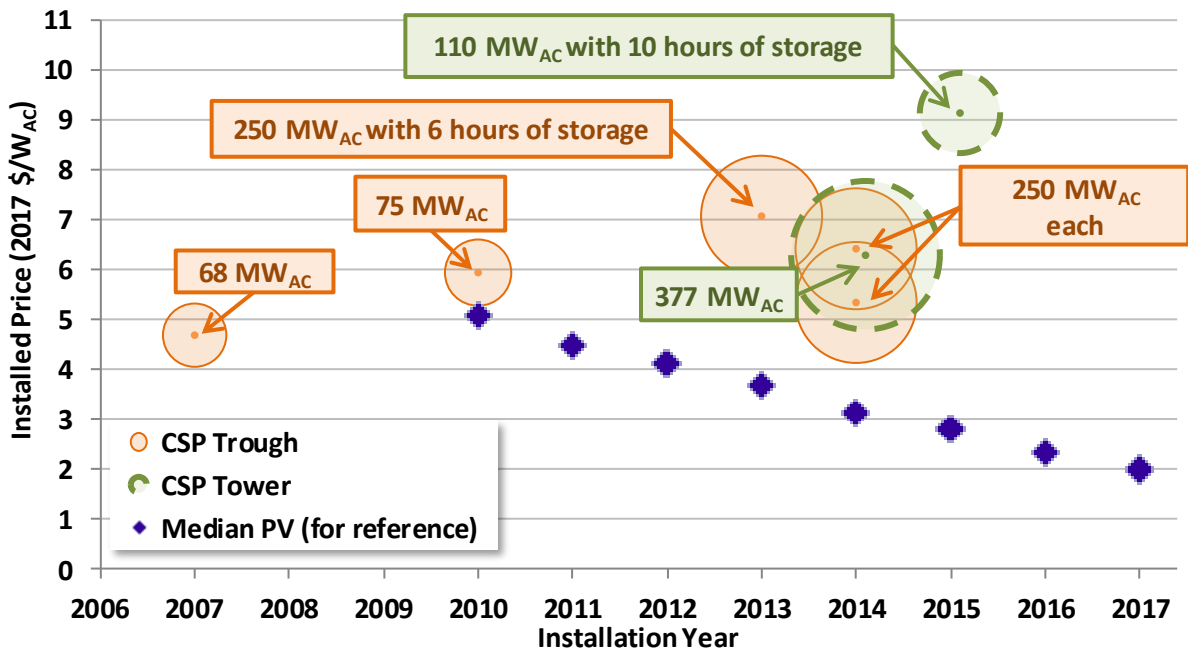 Installed Price (2017 $/WAC)
11
10
9
8
7
6
5
4
3
2
1
0
110 MWAC with 10 hours of storage
250 MWAC with 6 hours of storage
75 MWAC
68 MWAC
250 MWAC
each
377 MWAC
CSP Trough
CSP Tower
Median PV (for reference)
2006 2007 2008 2009 2010 2011 2012 2013 2014 2015 2016 2017
Installation Year